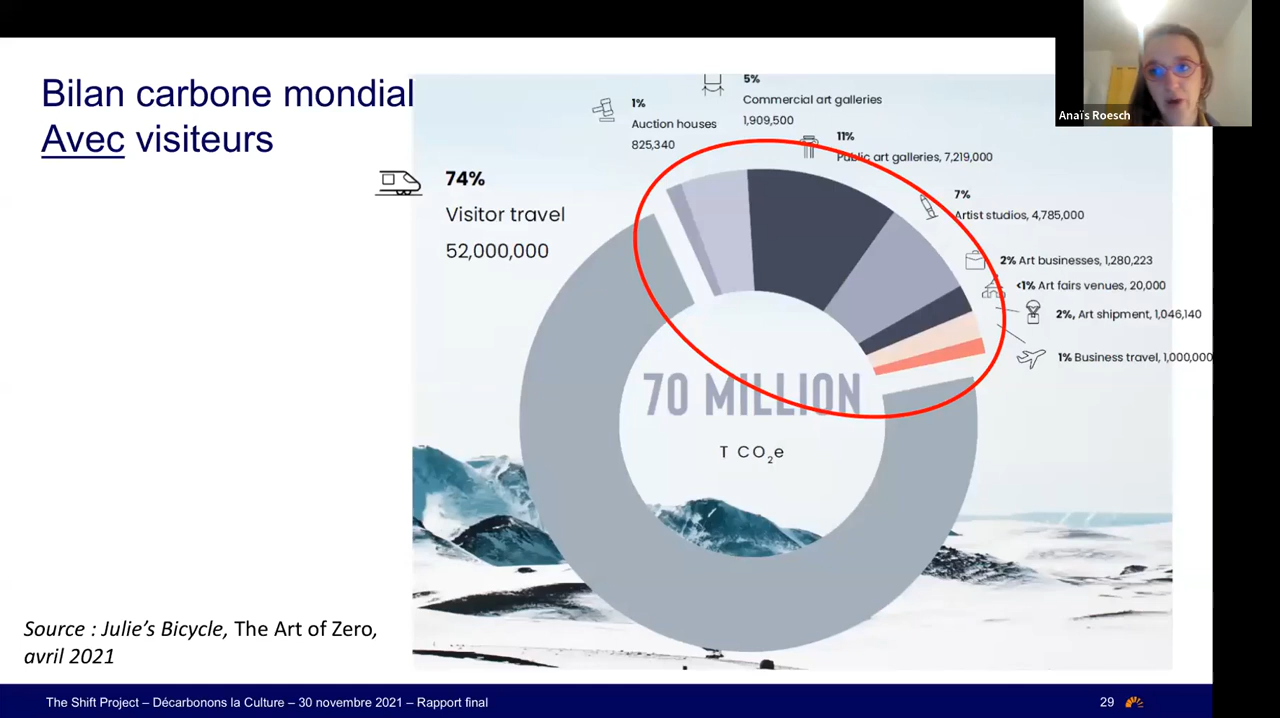 Bilan carbone mondial
Avec visiteurs
Anaïs Roesch
5%
Commercial art galleries
1,909,500
1%
Auction houses
825,340
11%
Public art galleries, 7,219,000
74%
Visitor travel
52,000,000
7%
Artist studios, 4,785,000
2% Art businesses, 1,280,223
<1% Art fairs venues, 20,000
2%, Art shipment, 1,046,140
1% Business travel, 1,000,000
70 MILLION
T CO₂e
Source : Julie’s Bicycle, The Art of Zero,
avril 2021
The Shift Project – Décarbonons la Culture – 30 novembre 2021 – Rapport final
29